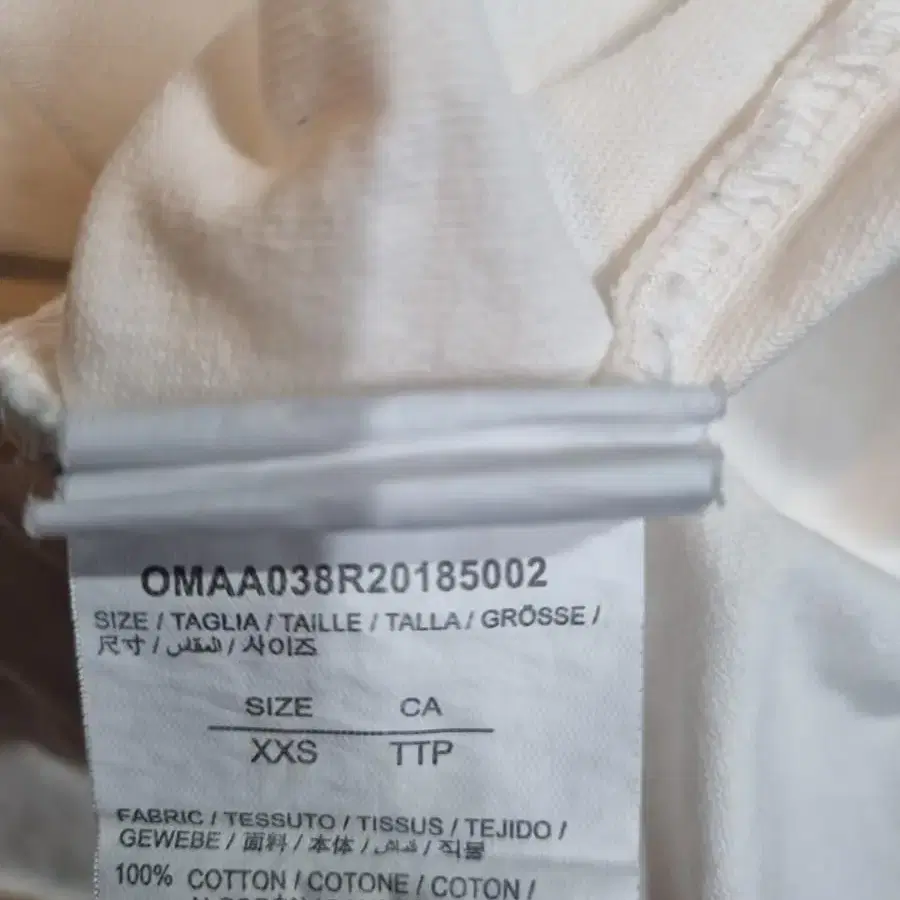 OMAA038R20185002
SIZE / TAGLIA / TAILLE / TALLA / GRÖSSE /
尺寸 / المقاس / 사이즈
SIZE CA
XXS TTP
FABRIC / TESSUTO / TISSUS / TEJIDO /
GEWEBE / 面料 / 本体 / قماش / 직물
100% COTTON / COTONE / COTON /